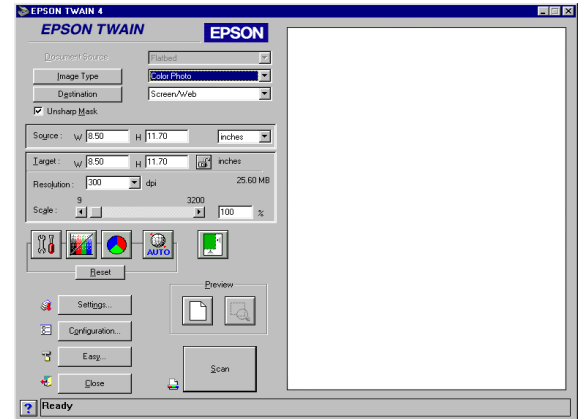 EPSON TWAIN 4
EPSON TWAIN
EPSON
Document Source
Flatbed
Image Type
Color Photo
Destination
Screen/Web
Unsharp Mask
Source : W 8.50 H 11.70 inches
Target : W 8.50 H 11.70 inches
Resolution : 300 dpi 25.60 MB
9 3200
Scale : 100 %
AUTO
Reset
Preview
Settings...
Configuration...
Easy...
Scan
Close
? Ready